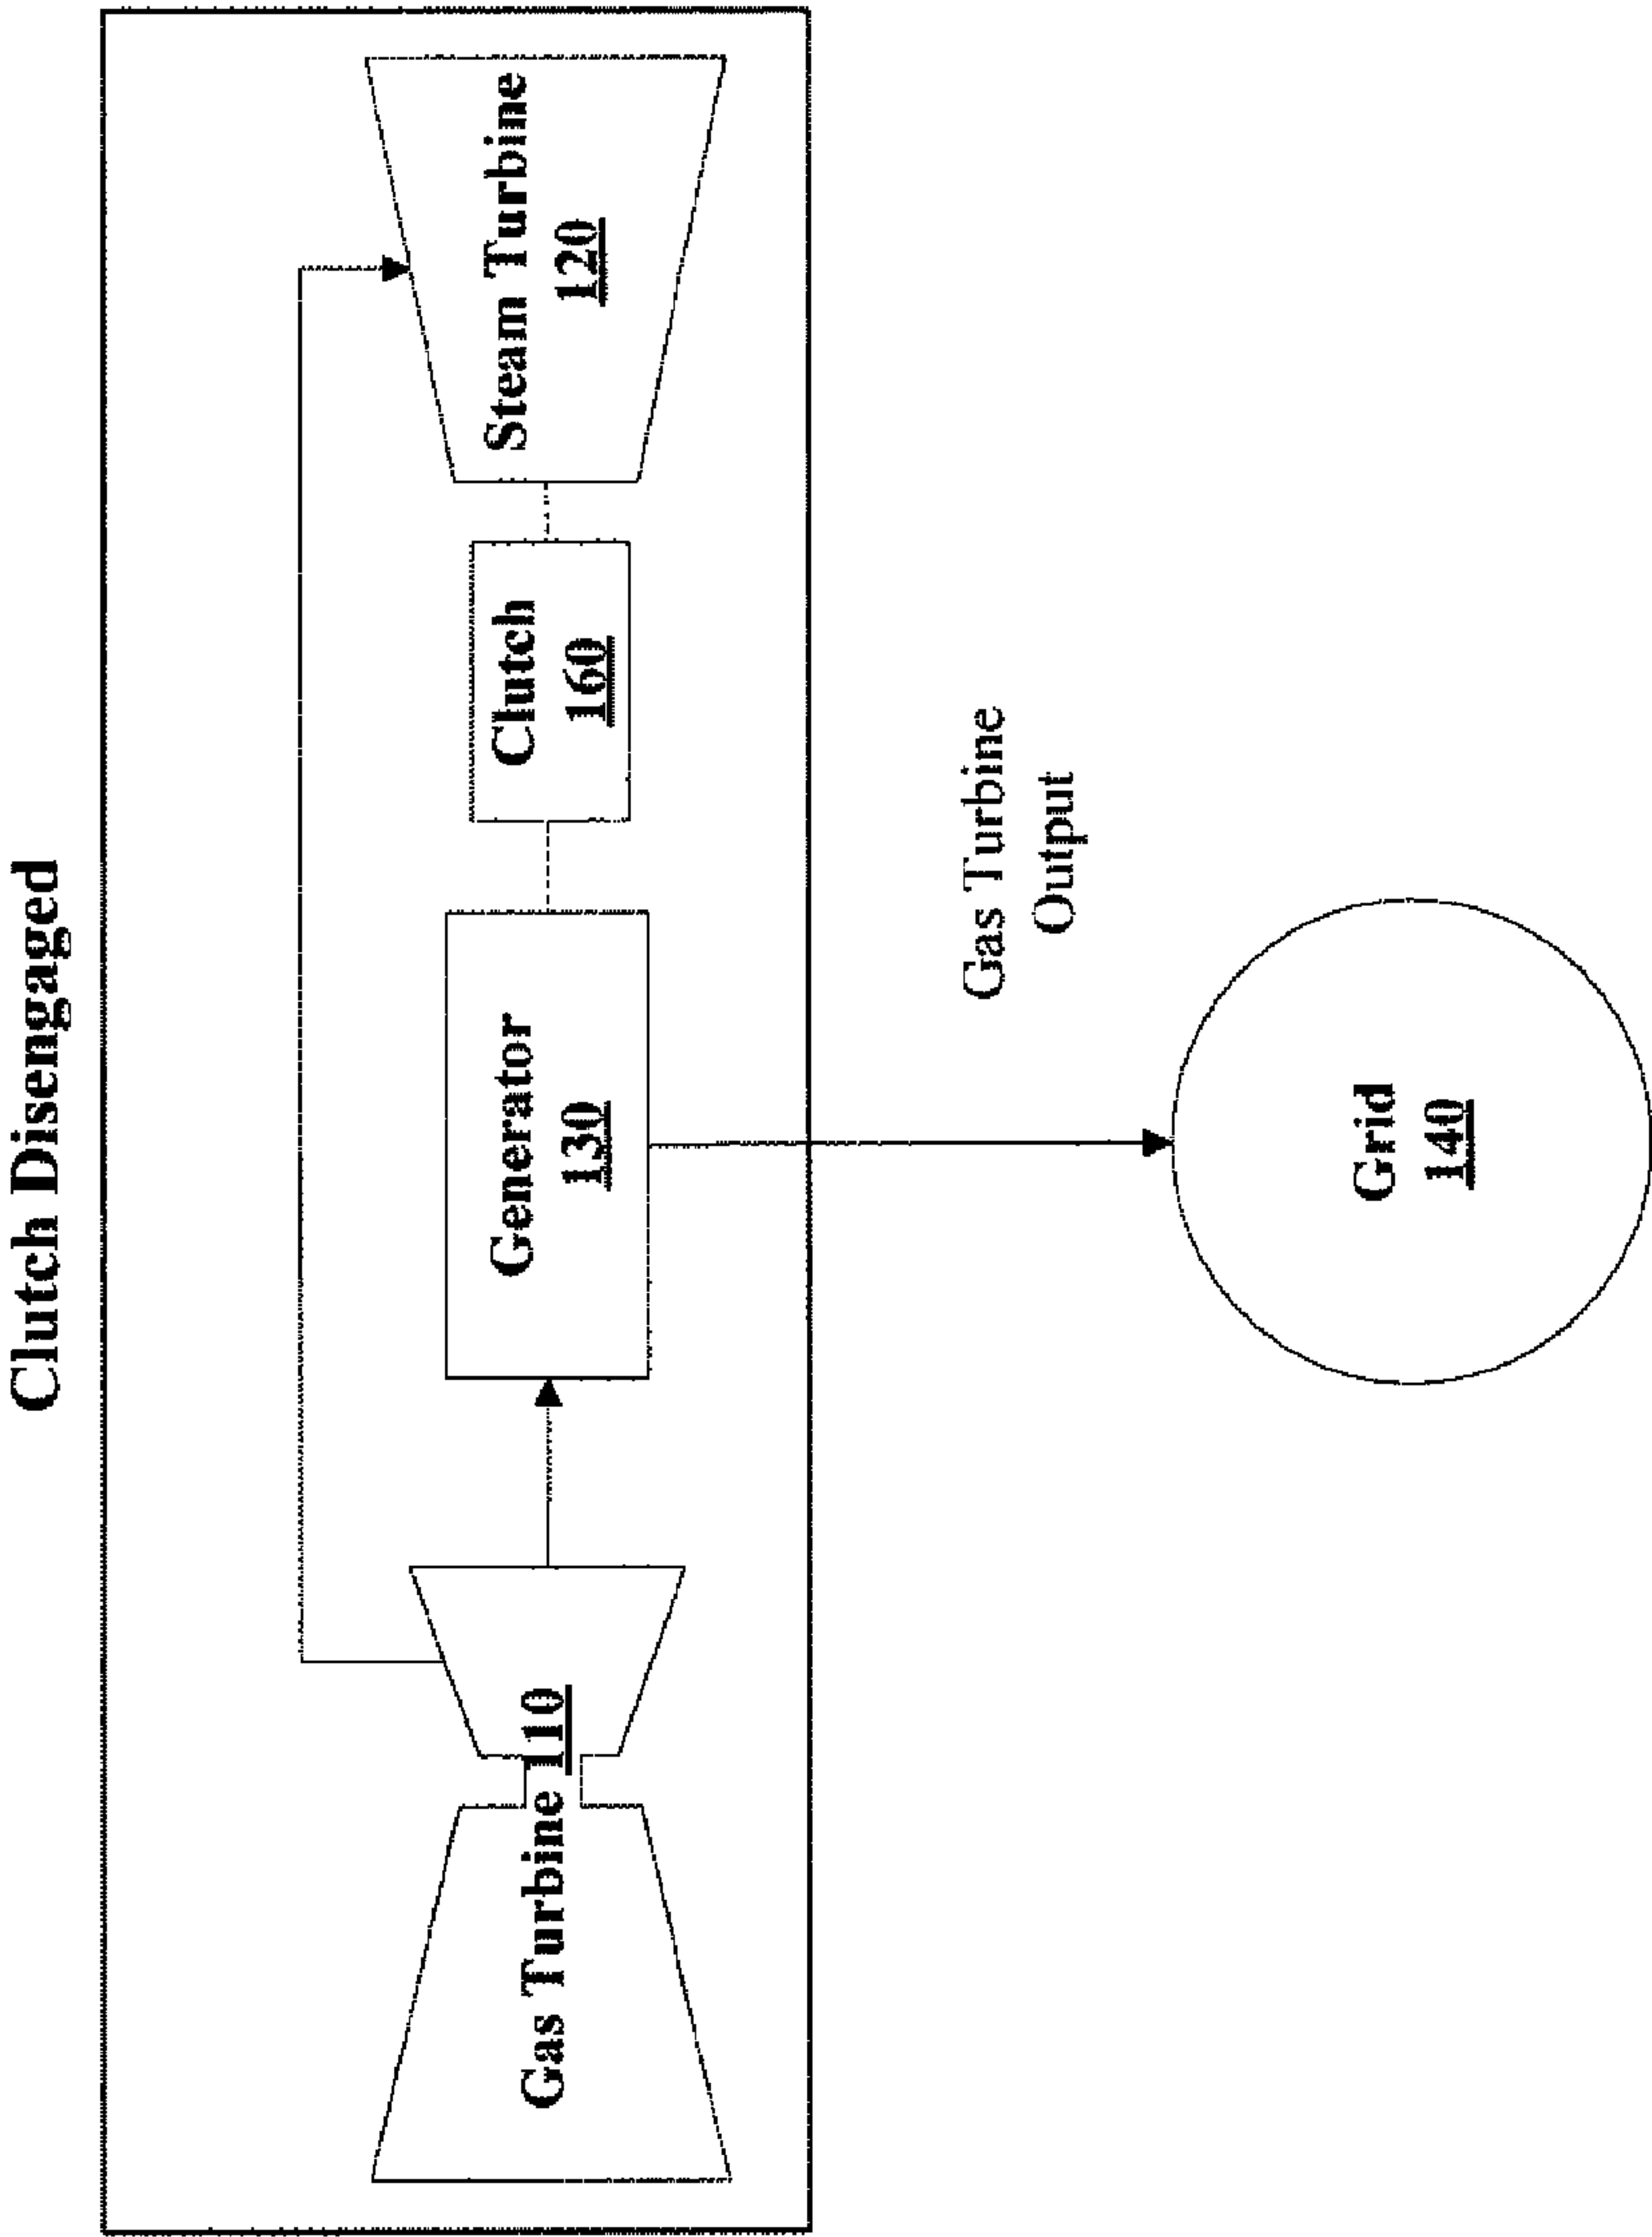 Clutch Disengaged
Gas Turbine 110
Generator
130
Clutch
160
Steam Turbine
120
Gas Turbine
Output
Grid
140